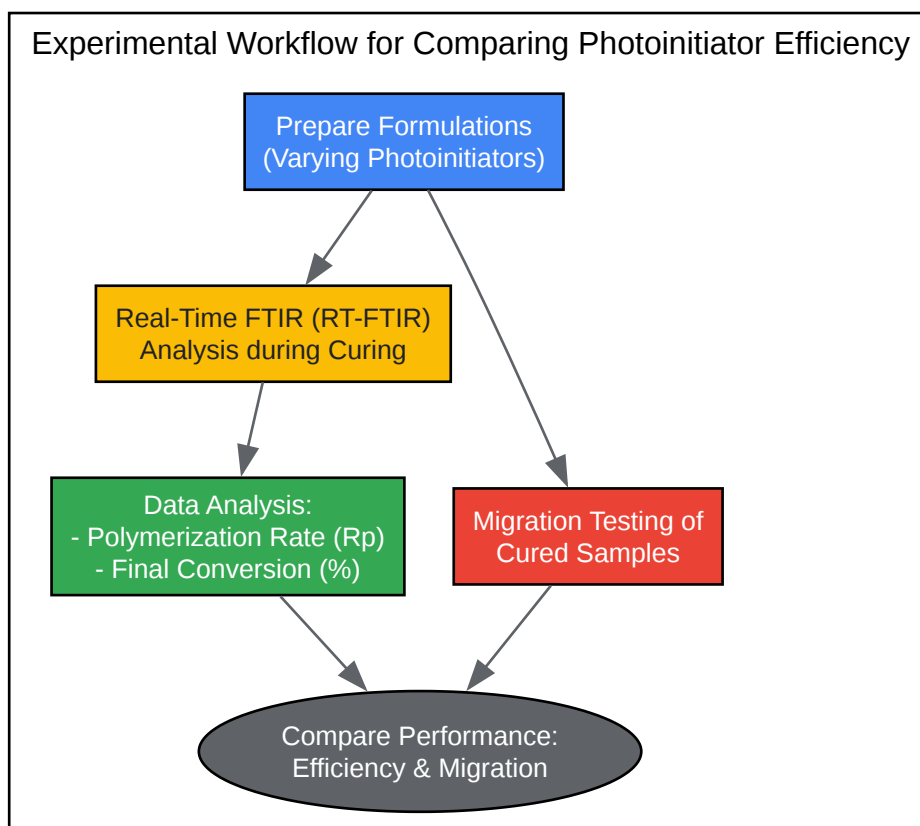 Experimental Workflow for Comparing Photoinitiator Efficiency
Prepare Formulations
(Varying Photoinitiators)
Real-Time FTIR (RT-FTIR)
Analysis during Curing
Data Analysis:
- Polymerization Rate (Rp)
- Final Conversion (%)
Migration Testing of
Cured Samples
Compare Performance:
Efficiency & Migration